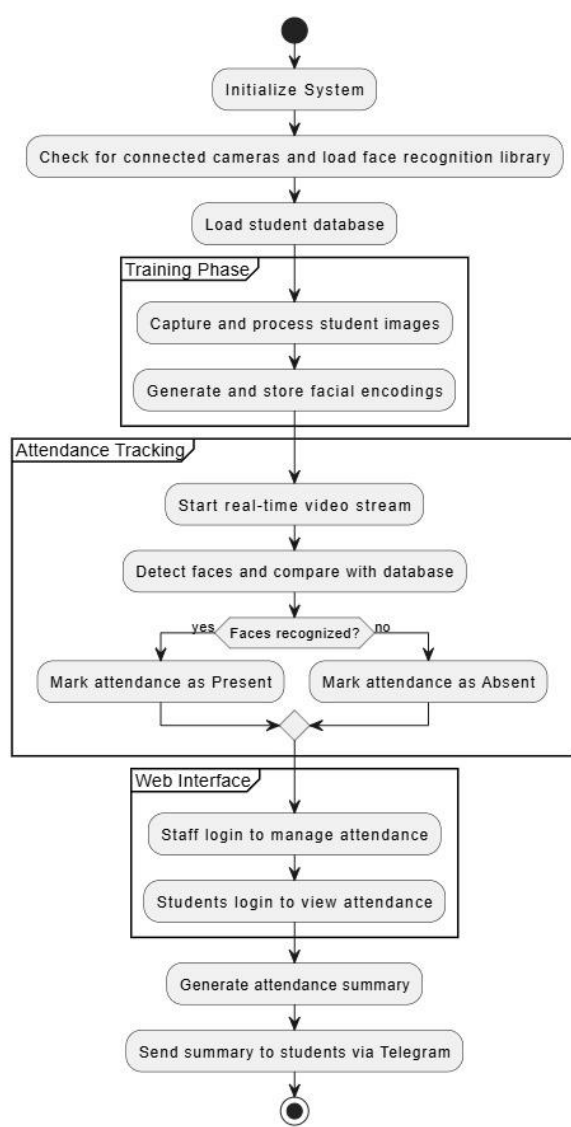 Initialize System
Check for connected cameras and load face recognition library
Load student database
Training Phase
Capture and process student images
Generate and store facial encodings
Attendance Tracking
Start real-time video stream
Detect faces and compare with database
yes
Faces recognized?
no
Mark attendance as Present
Mark attendance as Absent
Web Interface
Staff login to manage attendance
Students login to view attendance
Generate attendance summary
Send summary to students via Telegram